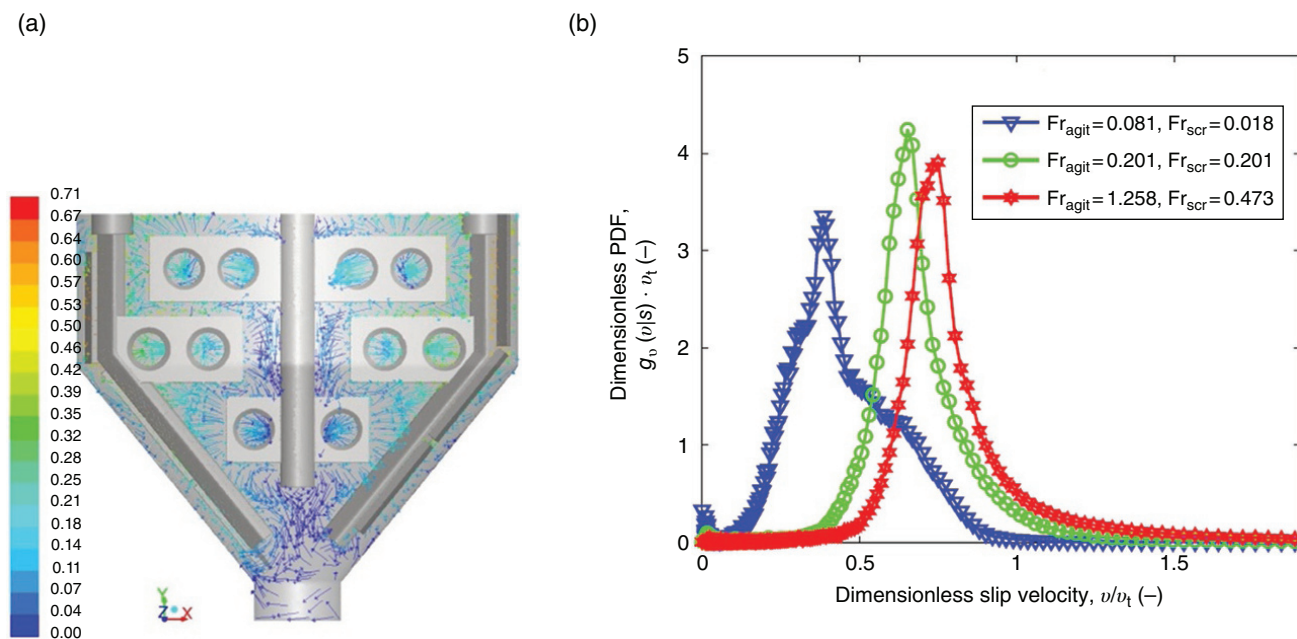 (a)
0.71
0.67
0.64
0.60
0.57
0.53
0.50
0.46
0.42
0.39
0.35
0.32
0.28
0.25
0.21
0.18
0.14
0.11
0.07
0.04
0.00
Y
Z X
(b)
Dimensionless PDF,
g_υ (υ|s) · υ_t (–)
5
4
3
2
1
0
Fr_agit = 0.081, Fr_scr = 0.018
Fr_agit = 0.201, Fr_scr = 0.201
Fr_agit = 1.258, Fr_scr = 0.473
0 0.5 1 1.5
Dimensionless slip velocity, υ/υ_t (–)